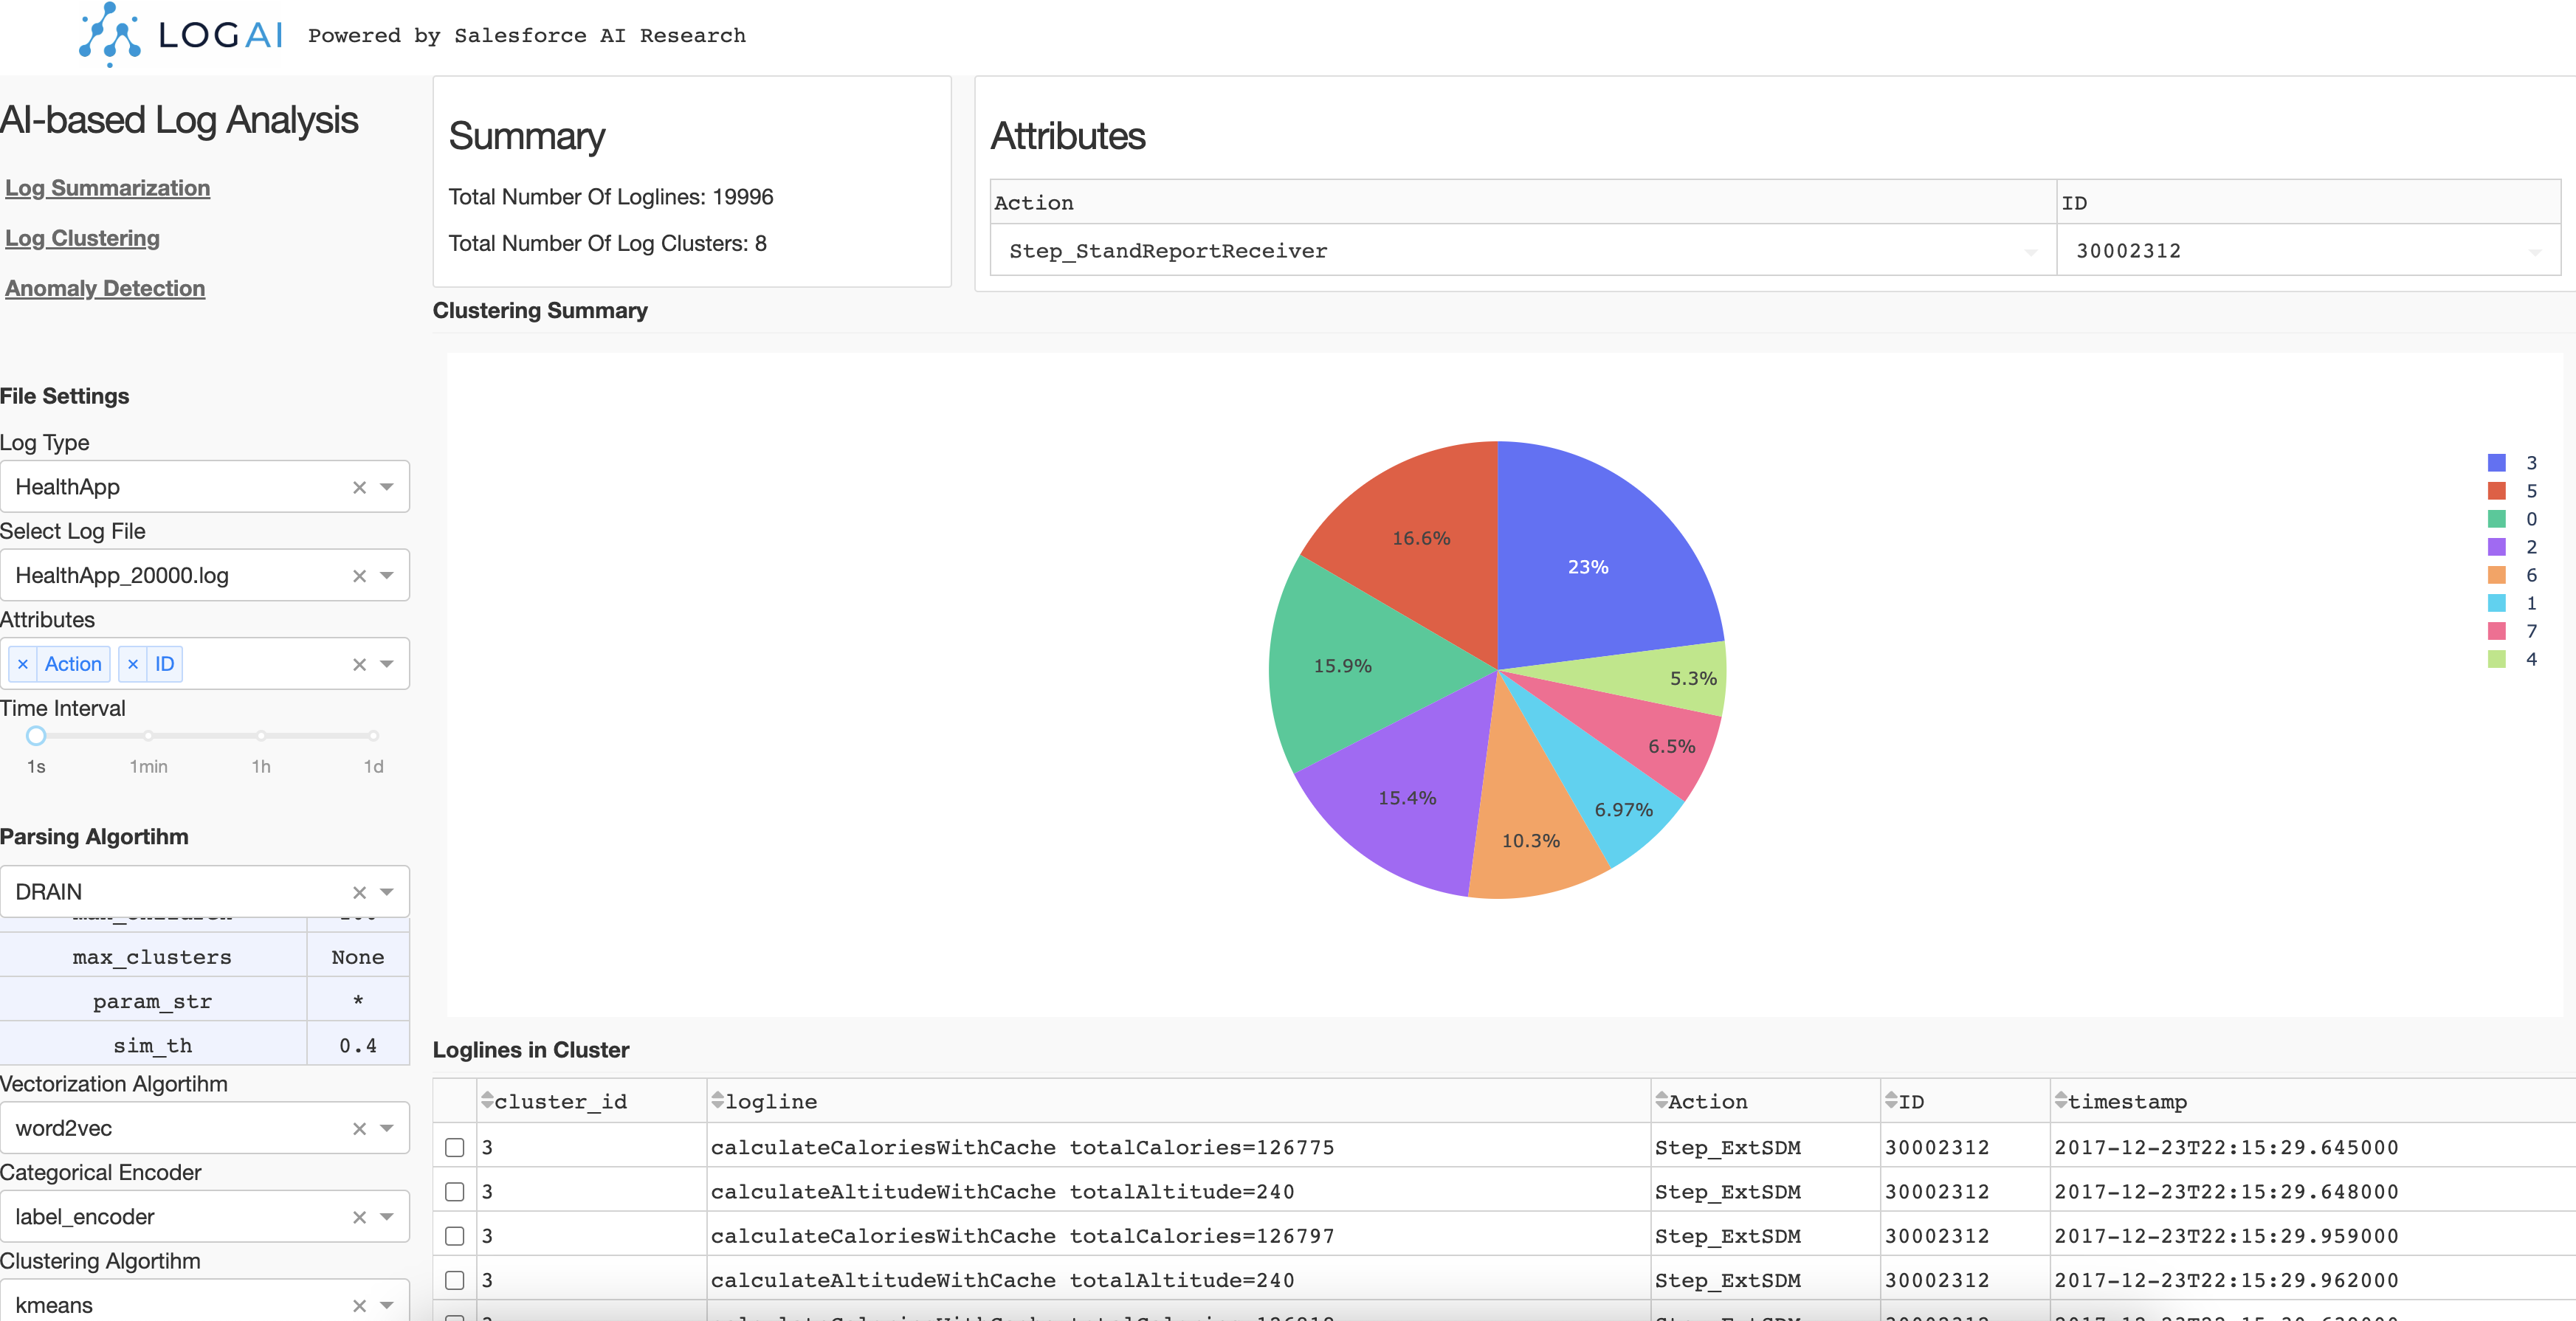 LOGAI Powered by Salesforce AI Research
AI-based Log Analysis
Log Summarization
Log Clustering
Anomaly Detection
File Settings
Log Type
HealthApp
Select Log File
HealthApp_20000.log
Attributes
× Action × ID
Time Interval
1s 1min 1h 1d
Parsing Algortihm
DRAIN
max_clusters None
param_str *
sim_th 0.4
Vectorization Algortihm
word2vec
Categorical Encoder
label_encoder
Clustering Algortihm
kmeans
Summary
Total Number Of Loglines: 19996
Total Number Of Log Clusters: 8
Attributes
Action ID
Step_StandReportReceiver 30002312
Clustering Summary
16.6%
23%
15.9%
5.3%
6.5%
15.4%
6.97%
10.3%
3
5
0
2
6
1
7
4
Loglines in Cluster
cluster_id logline Action ID timestamp
3 calculateCaloriesWithCache totalCalories=126775 Step_ExtSDM 30002312 2017-12-23T22:15:29.645000
3 calculateAltitudeWithCache totalAltitude=240 Step_ExtSDM 30002312 2017-12-23T22:15:29.648000
3 calculateCaloriesWithCache totalCalories=126797 Step_ExtSDM 30002312 2017-12-23T22:15:29.959000
3 calculateAltitudeWithCache totalAltitude=240 Step_ExtSDM 30002312 2017-12-23T22:15:29.962000